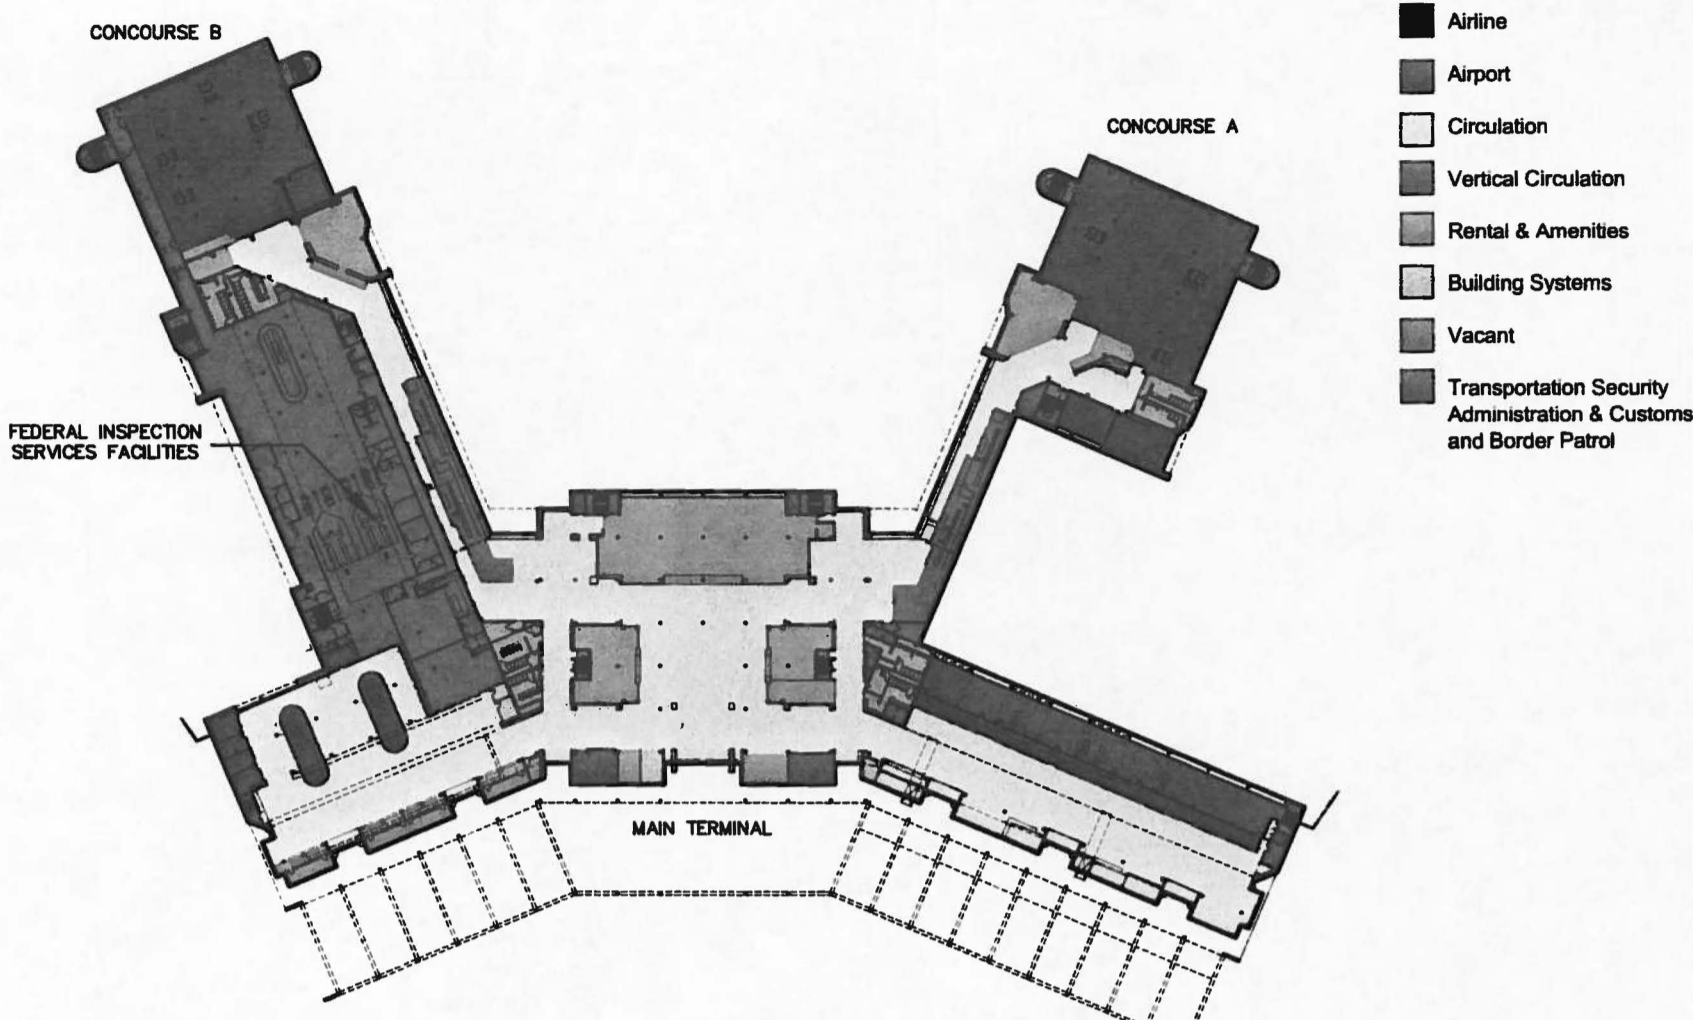 CONCOURSE B
CONCOURSE A
FEDERAL INSPECTION
SERVICES FACILITIES
MAIN TERMINAL
Airline
Airport
Circulation
Vertical Circulation
Rental & Amenities
Building Systems
Vacant
Transportation Security
Administration & Customs
and Border Patrol